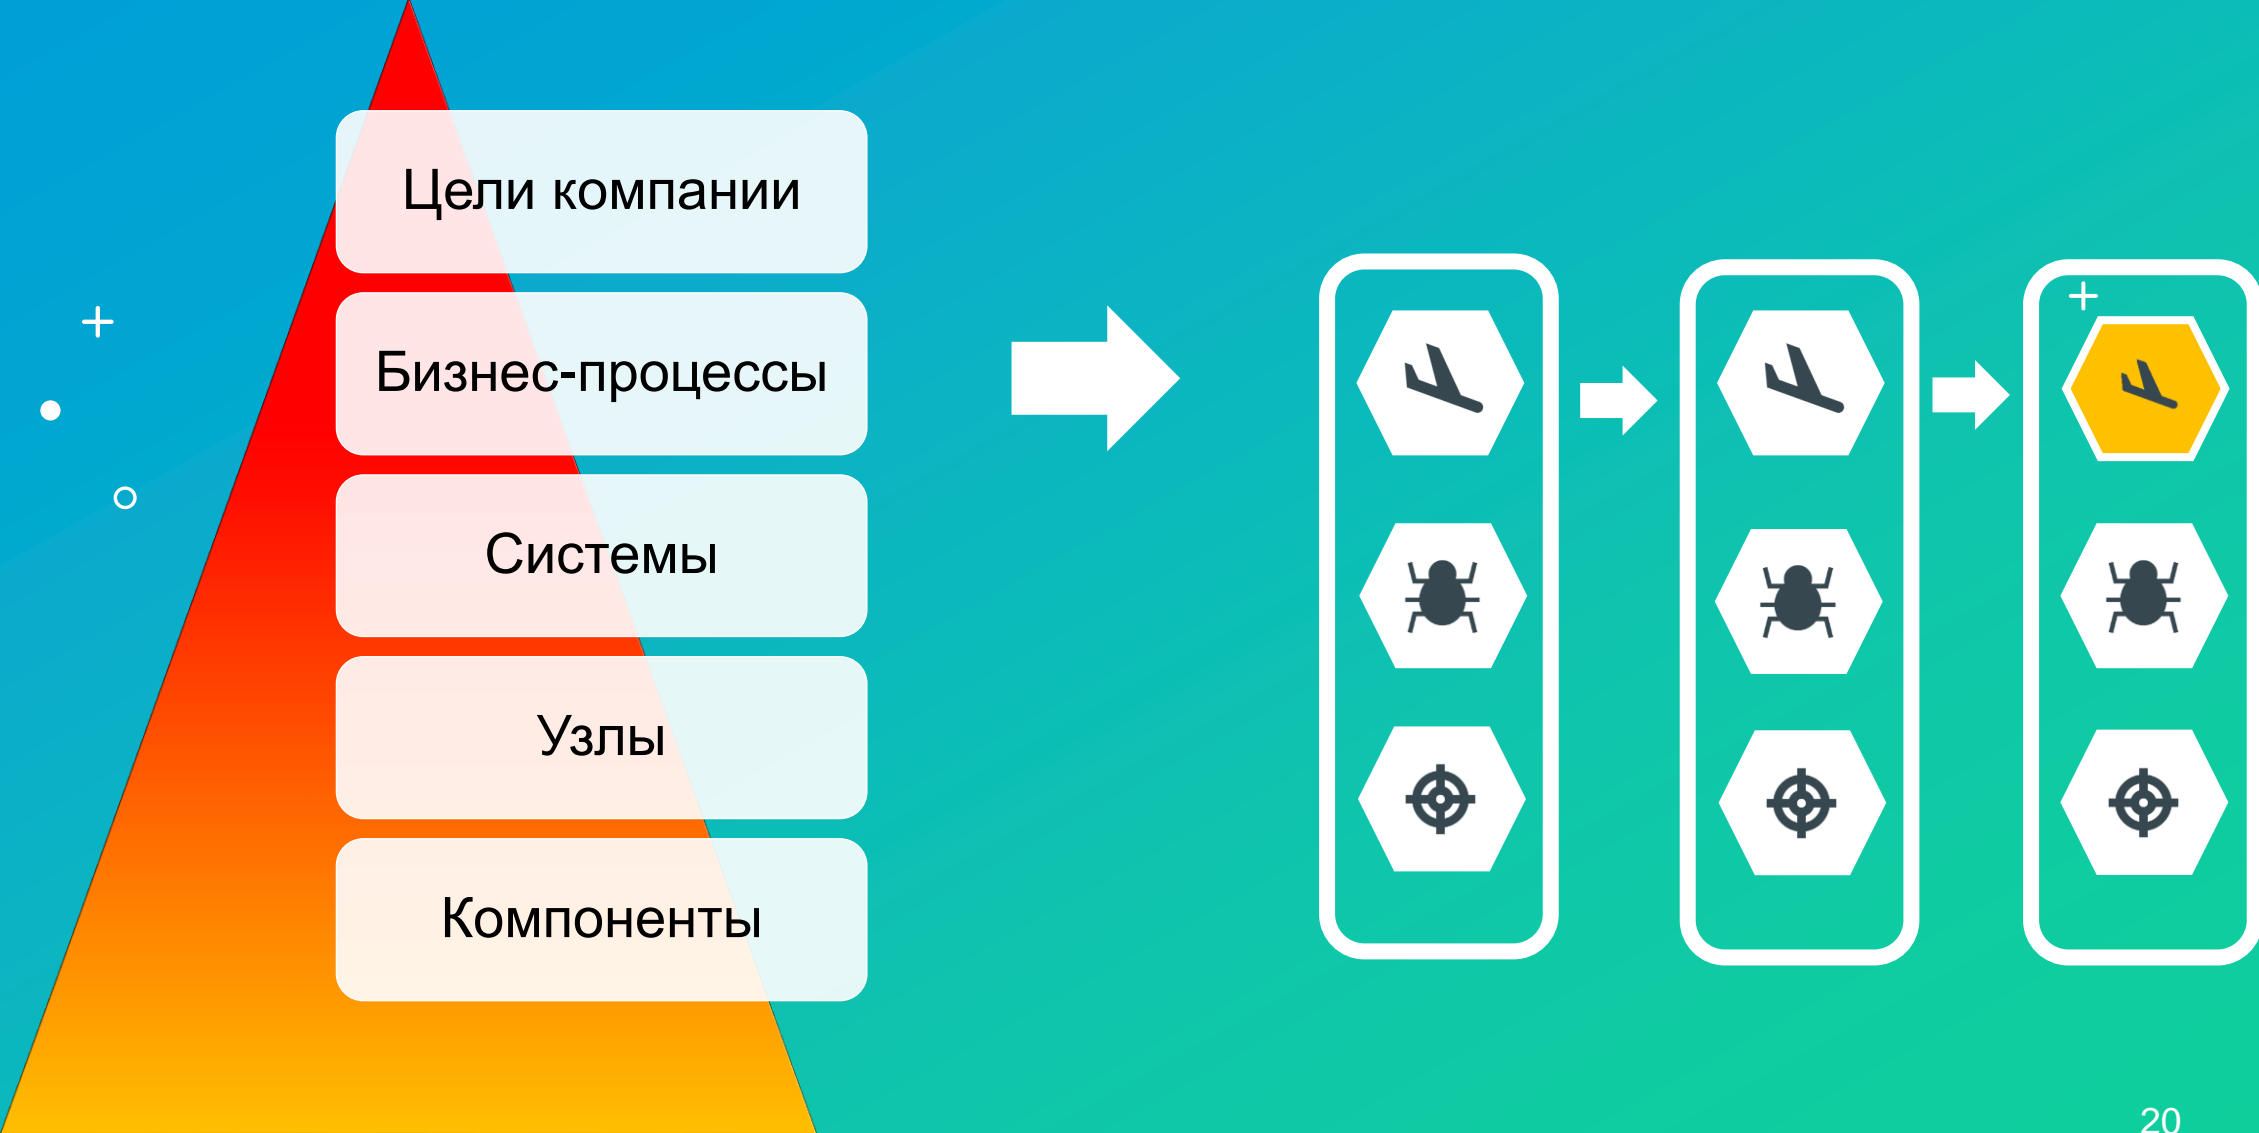 Цели компании
Бизнес-процессы
Системы
Узлы
Компоненты
20